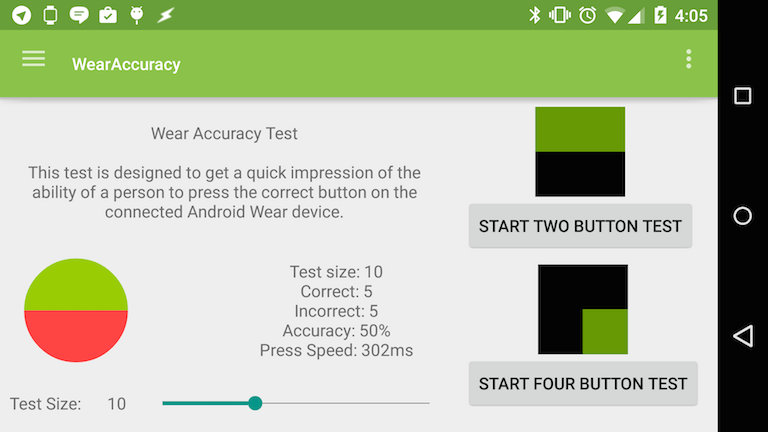 4:05
WearAccuracy
Wear Accuracy Test
This test is designed to get a quick impression of the
ability of a person to press the correct button on the
connected Android Wear device.
START TWO BUTTON TEST
Test size: 10
Correct: 5
Incorrect: 5
Accuracy: 50%
Press Speed: 302ms
START FOUR BUTTON TEST
Test Size: 10